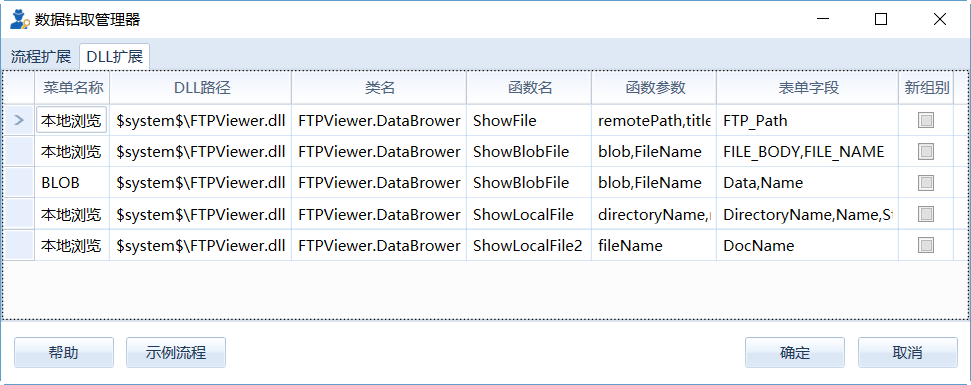 数据钻取管理器
流程扩展 DLL扩展
菜单名称 DLL路径 类名 函数名 函数参数 表单字段 新组别
本地浏览 $system$\FTPViewer.dll FTPViewer.DataBrower ShowFile remotePath,title FTP_Path
本地浏览 $system$\FTPViewer.dll FTPViewer.DataBrower ShowBlobFile blob,FileName FILE_BODY,FILE_NAME
BLOB $system$\FTPViewer.dll FTPViewer.DataBrower ShowBlobFile blob,FileName Data,Name
本地浏览 $system$\FTPViewer.dll FTPViewer.DataBrower ShowLocalFile directoryName, DirectoryName,Name,
本地浏览 $system$\FTPViewer.dll FTPViewer.DataBrower ShowLocalFile2 fileName DocName
帮助 示例流程 确定 取消